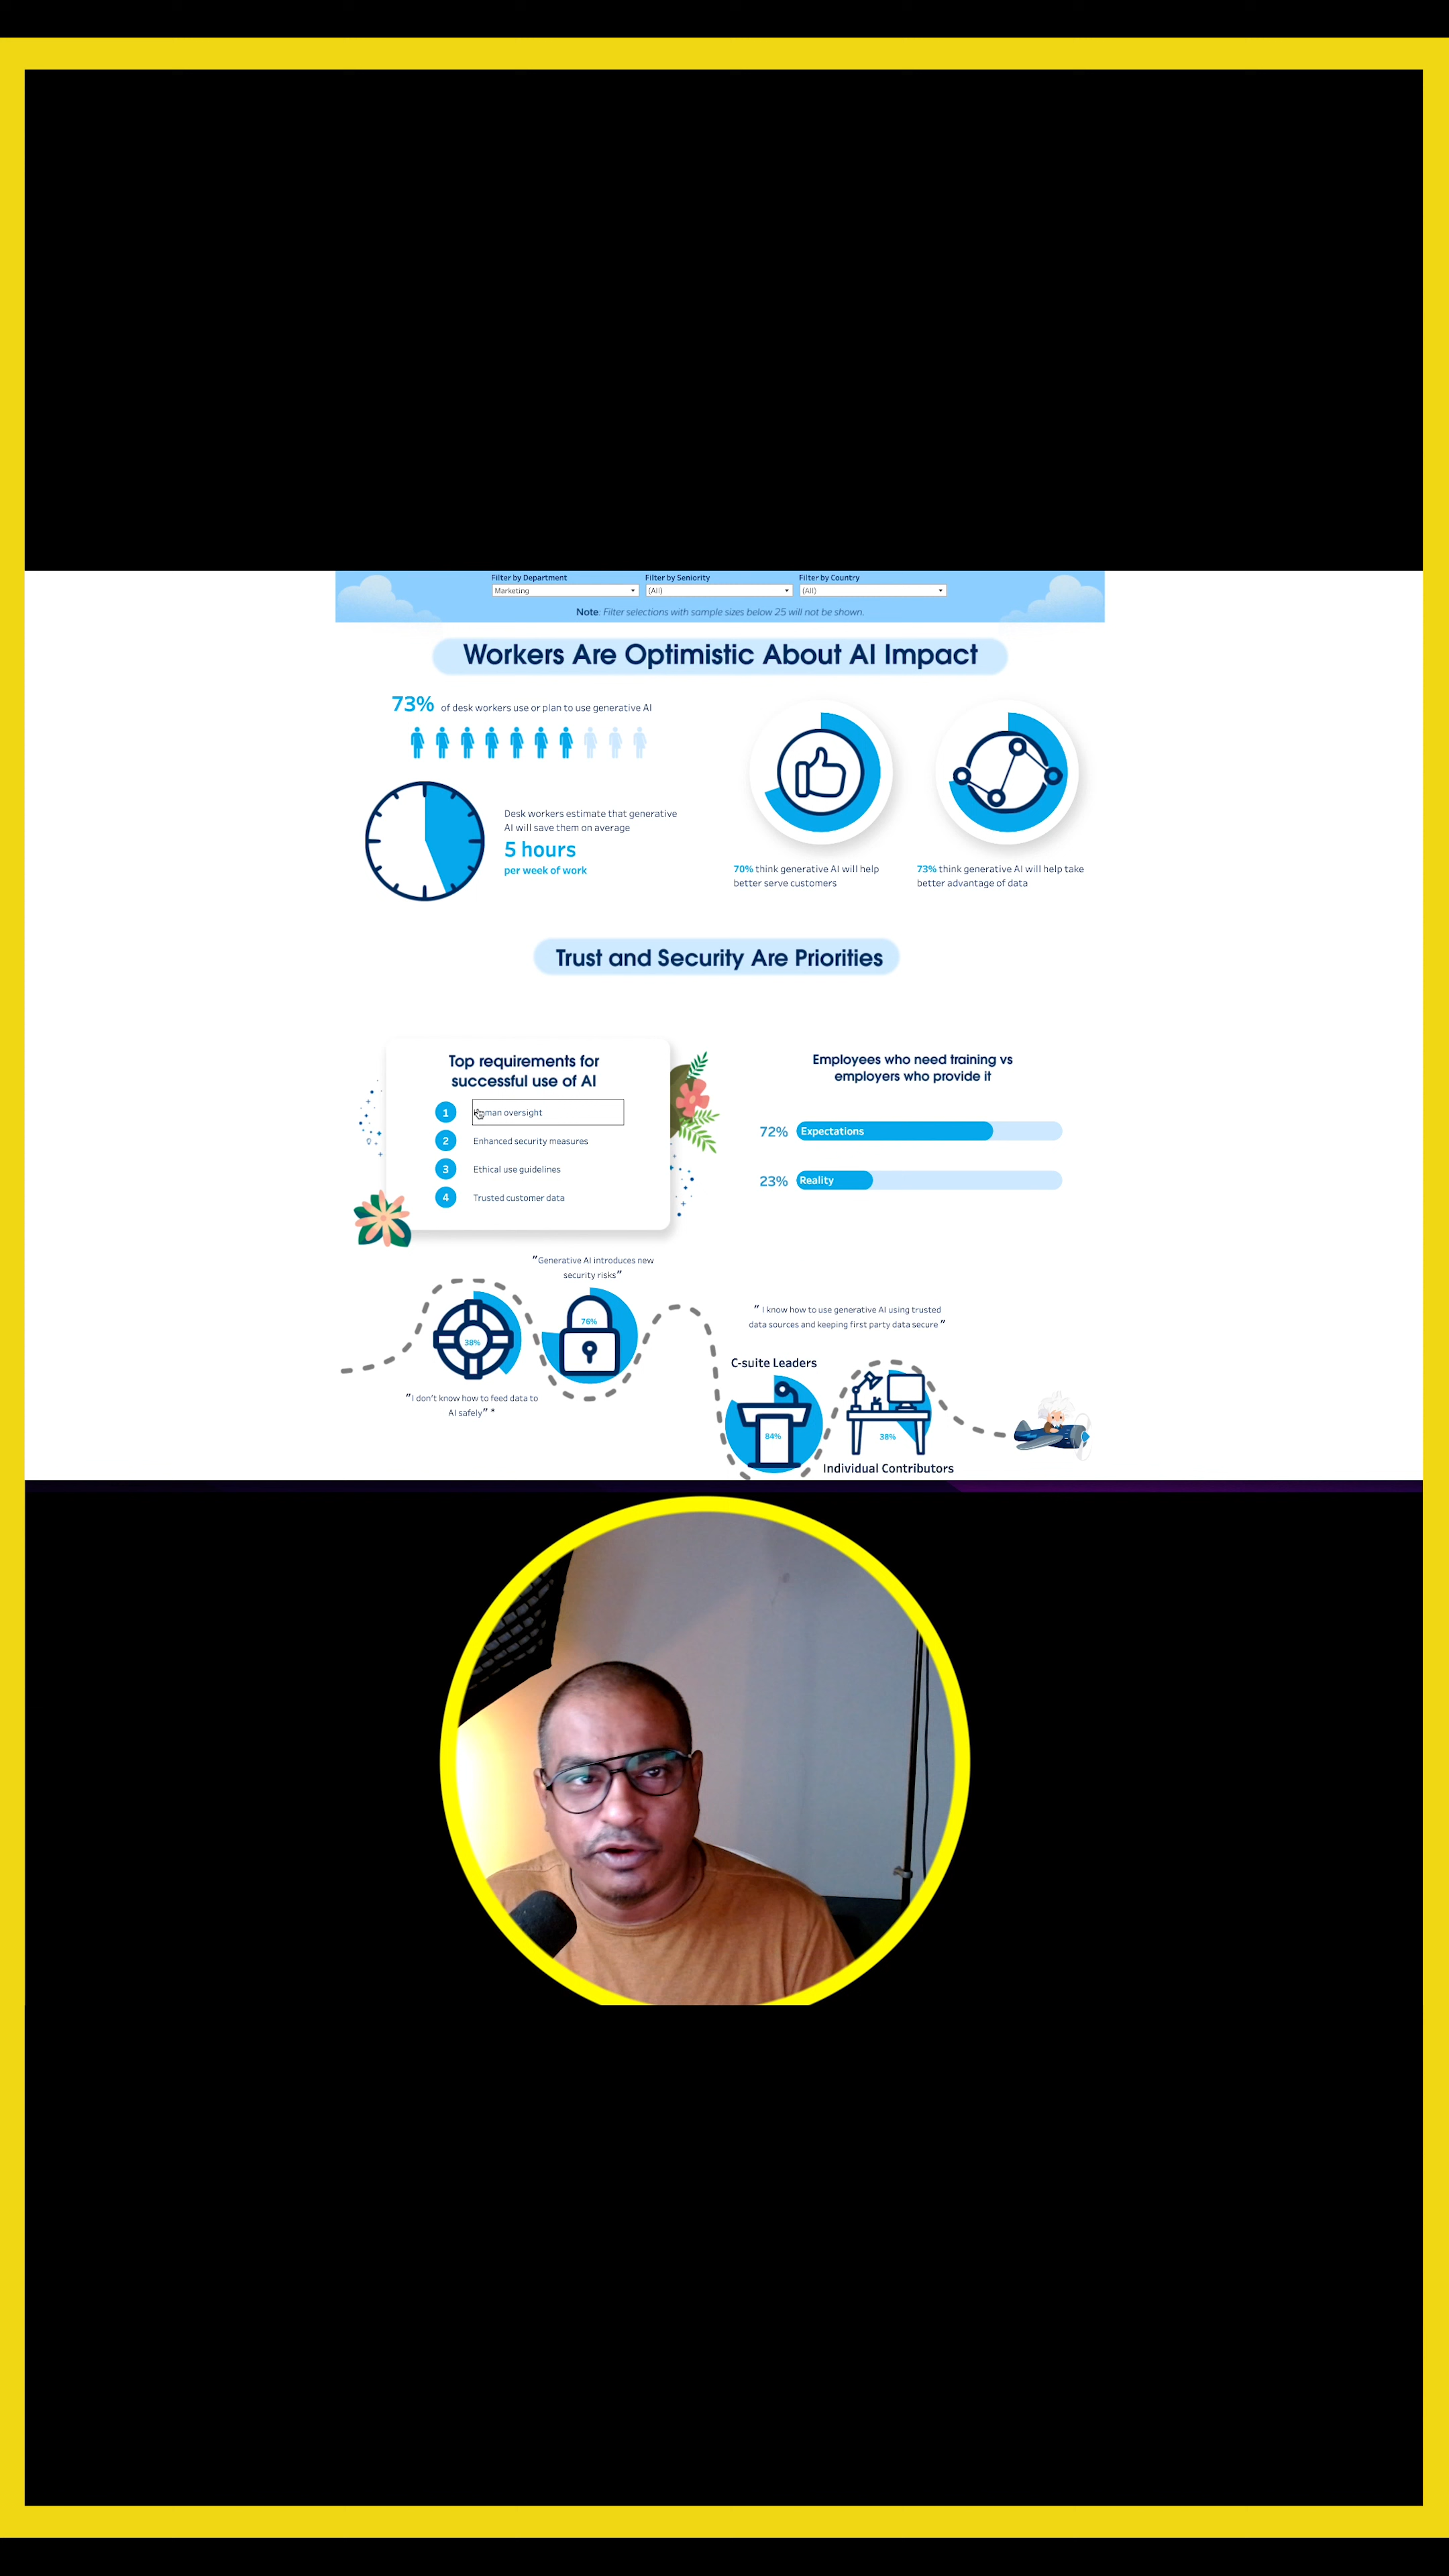 Filter by Department
Filter by Seniority
Filter by Country
Marketing
(All)
(All)
Note: Filter selections with sample sizes below 25 will not be shown.
Workers Are Optimistic About AI Impact
73% of desk workers use or plan to use generative AI
Desk workers estimate that generative
AI will save them on average
5 hours
per week of work
70% think generative AI will help
better serve customers
73% think generative AI will help take
better advantage of data
Trust and Security Are Priorities
Top requirements for
successful use of AI
1 oversight
2 Enhanced security measures
3 Ethical use guidelines
4 Trusted customer data
Employees who need training vs
employers who provide it
72% Expectations
23% Reality
"Generative AI introduces new
security risks"
76%
38%
"I don't know how to feed data to
AI safely" *
" I know how to use generative AI using trusted
data sources and keeping first party data secure "
C-suite Leaders
84%
38%
Individual Contributors